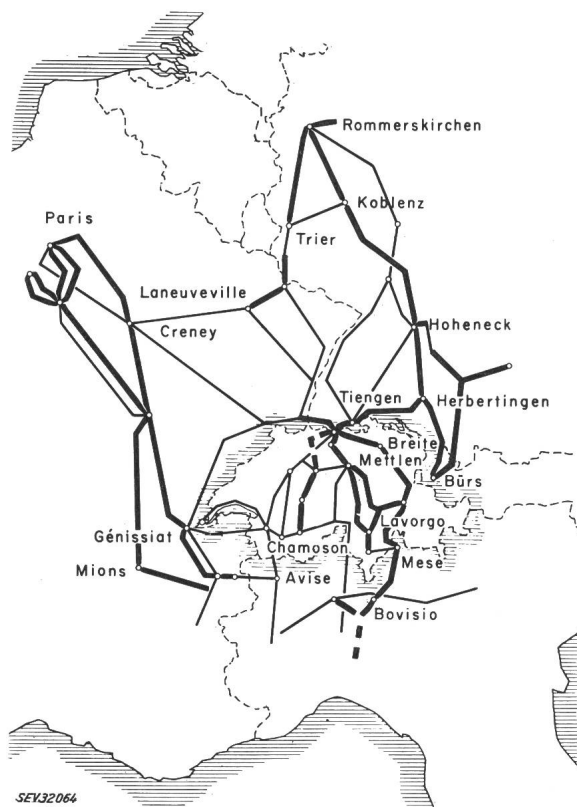 Rommerskirchen
Koblenz
Paris
Trier
Laneuveville
Creney
Hoheneck
Tiengen
Herbertingen
Breite
Mettlen
Bürs
Lavorgo
Génissiat
Chamoson
Mese
Mions
Avise
Bovisio
SEV32064